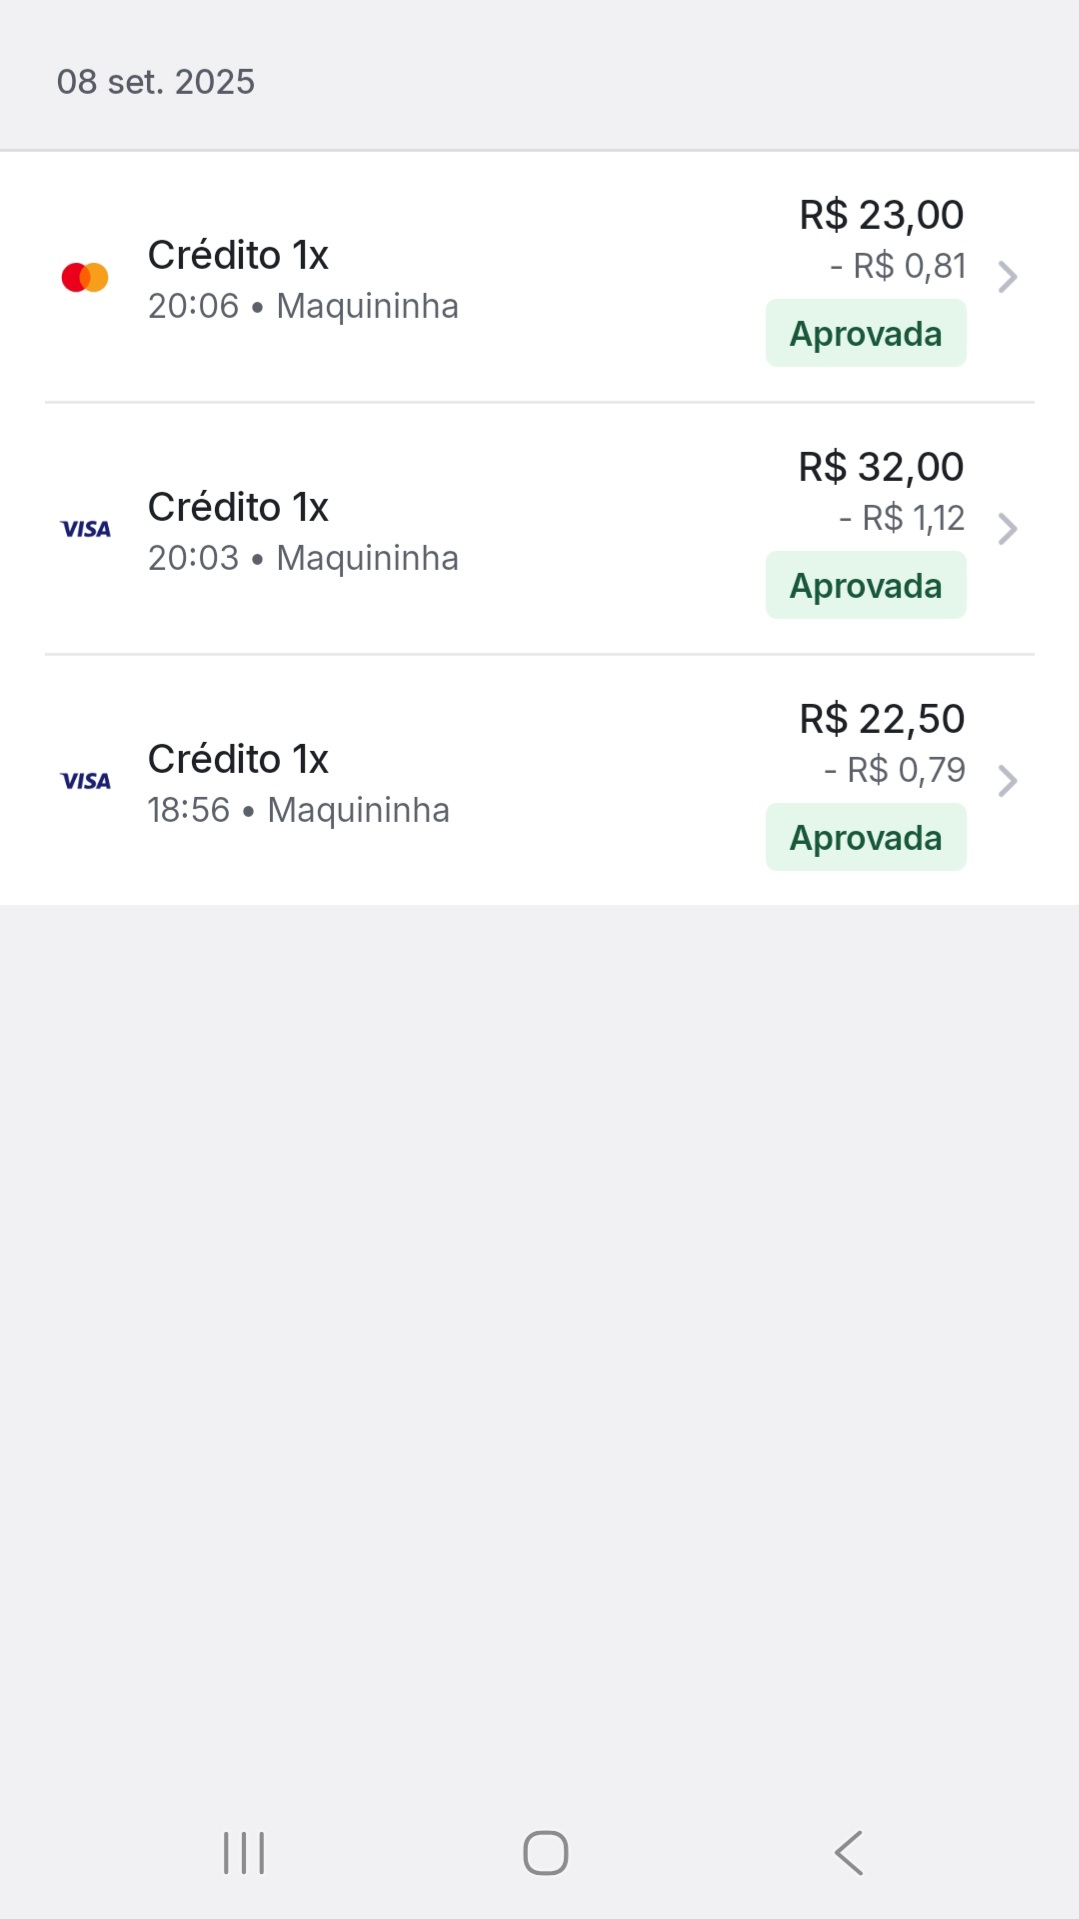 08 set. 2025
R$ 23,00
Crédito 1x
- R$ 0,81
20:06 • Maquininha
Aprovada
R$ 32,00
VISA
Crédito 1x
- R$ 1,12
20:03 • Maquininha
Aprovada
R$ 22,50
VISA
Crédito 1x
- R$ 0,79
18:56 • Maquininha
Aprovada